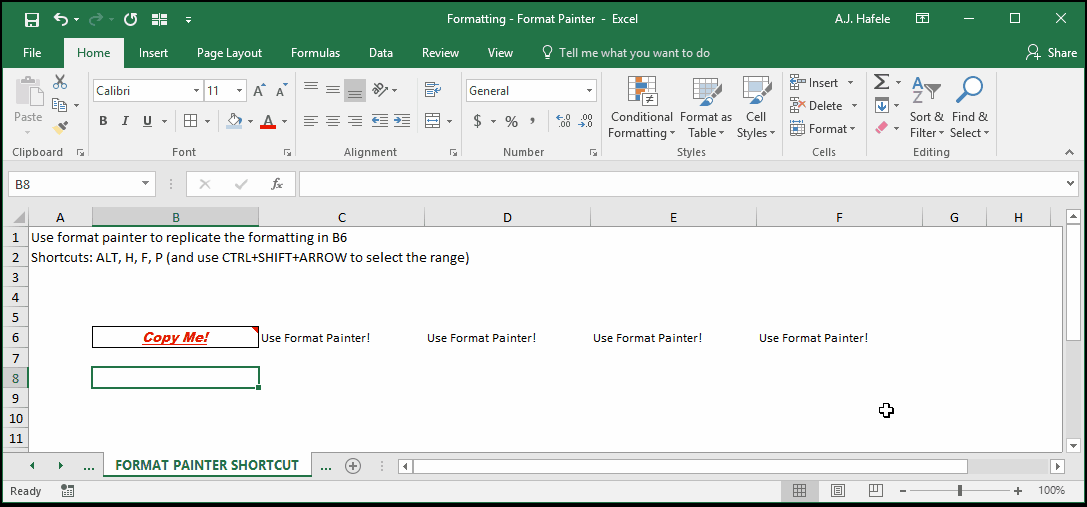 Formatting - Format Painter - Excel
A.J. Hafele
File Home Insert Page Layout Formulas Data Review View Tell me what you want to do Share
Paste
Calibri 11
B I U A
General
$ % ,
Conditional Formatting
Format as Table
Cell Styles
Insert
Delete
Format
Sort & Filter
Find & Select
Clipboard Font Alignment Number Styles Cells Editing
B8 fx
A B C D E F G H
1 Use format painter to replicate the formatting in B6
2 Shortcuts: ALT, H, F, P (and use CTRL+SHIFT+ARROW to select the range)
3
4
5
6 Copy Me! Use Format Painter! Use Format Painter! Use Format Painter! Use Format Painter!
7
8
9
10
11
... FORMAT PAINTER SHORTCUT ...
Ready 100%